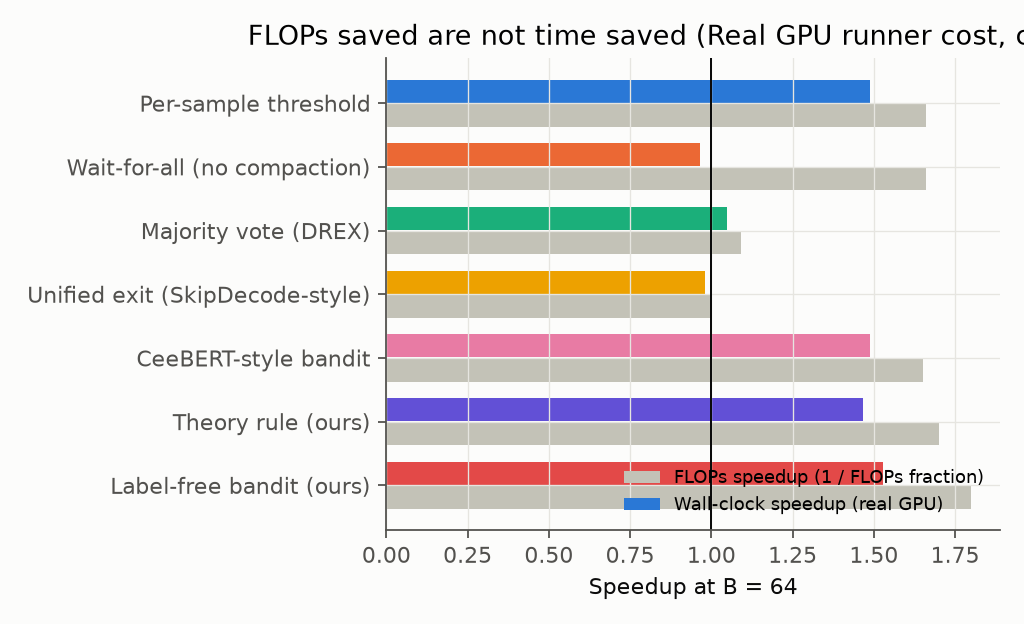 FLOPs saved are not time saved (Real GPU runner cost,
Per-sample threshold
Wait-for-all (no compaction)
Majority vote (DREX)
Unified exit (SkipDecode-style)
CeeBERT-style bandit
Theory rule (ours)
Label-free bandit (ours)
FLOPs speedup (1 / FLOPs fraction)
Wall-clock speedup (real GPU)
0.00 0.25 0.50 0.75 1.00 1.25 1.50 1.75
Speedup at B = 64